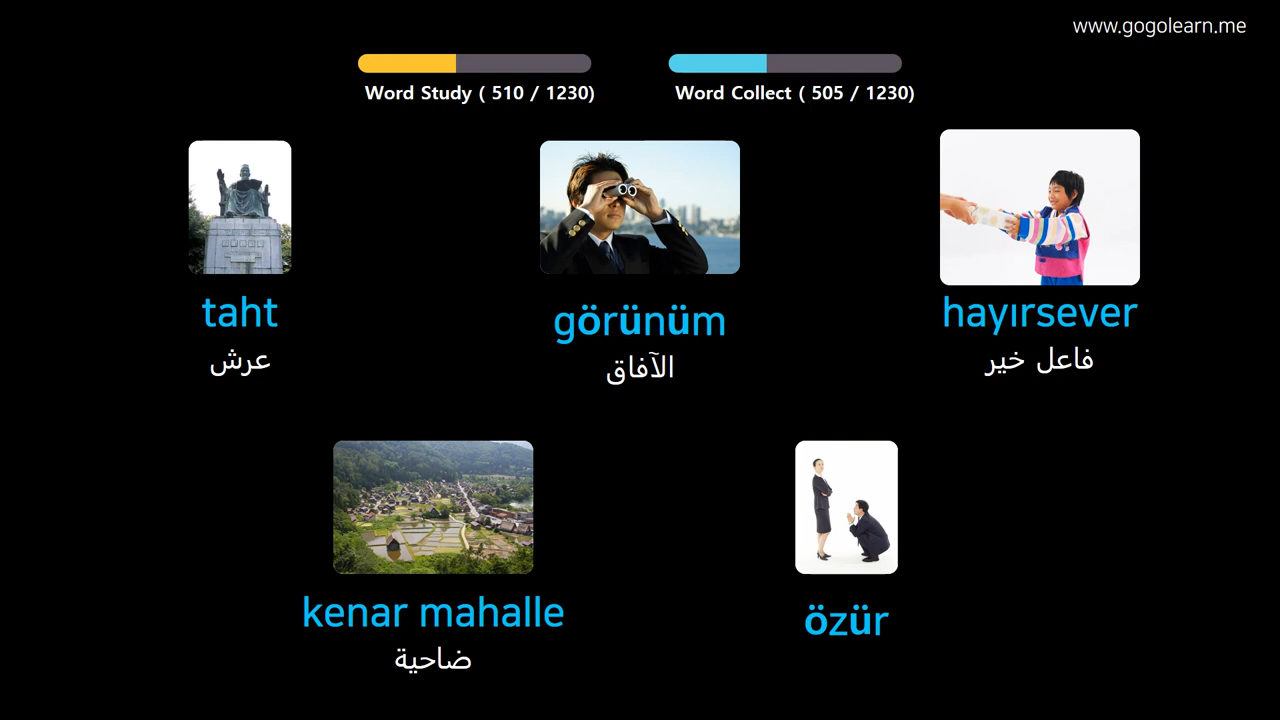 www.gogolearn.me
Word Study ( 510 / 1230)
Word Collect ( 505 / 1230)
taht
عرش
görünüm
الآفاق
hayırsever
فاعل خير
kenar mahalle
ضاحية
özür